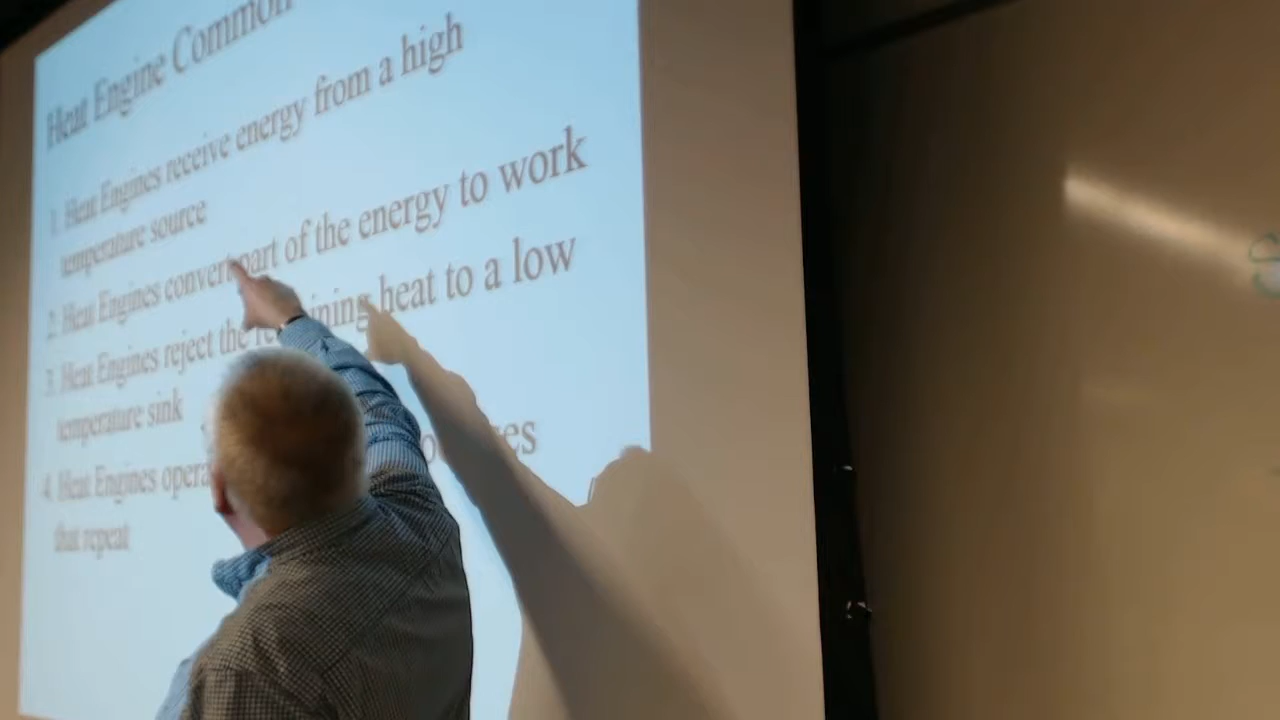 Heat Engine Common
1. Heat Engines receive energy from a high
temperature source
2. Heat Engines convert part of the energy to work
3. Heat Engines reject the heat to a low
temperature sink
4. Heat Engines
that repeat